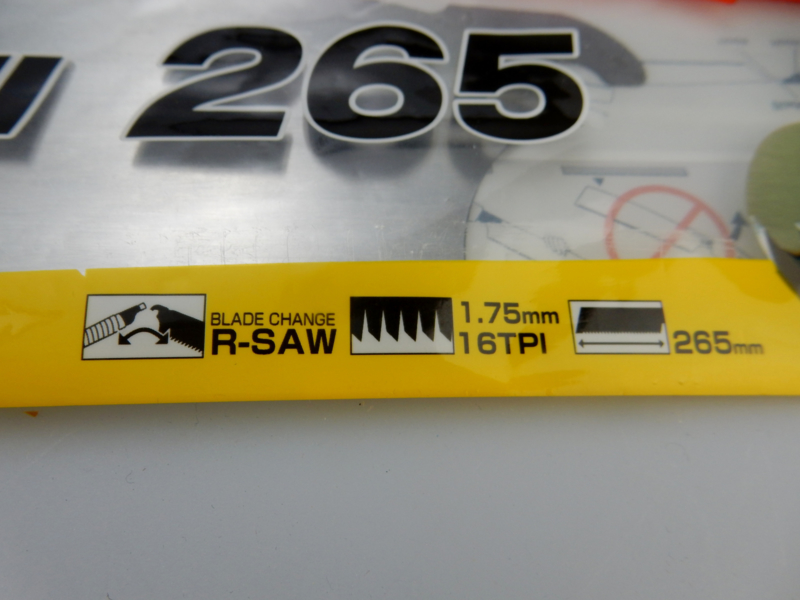 265
BLADE CHANGE
R-SAW
1.75mm
16TPI
265mm